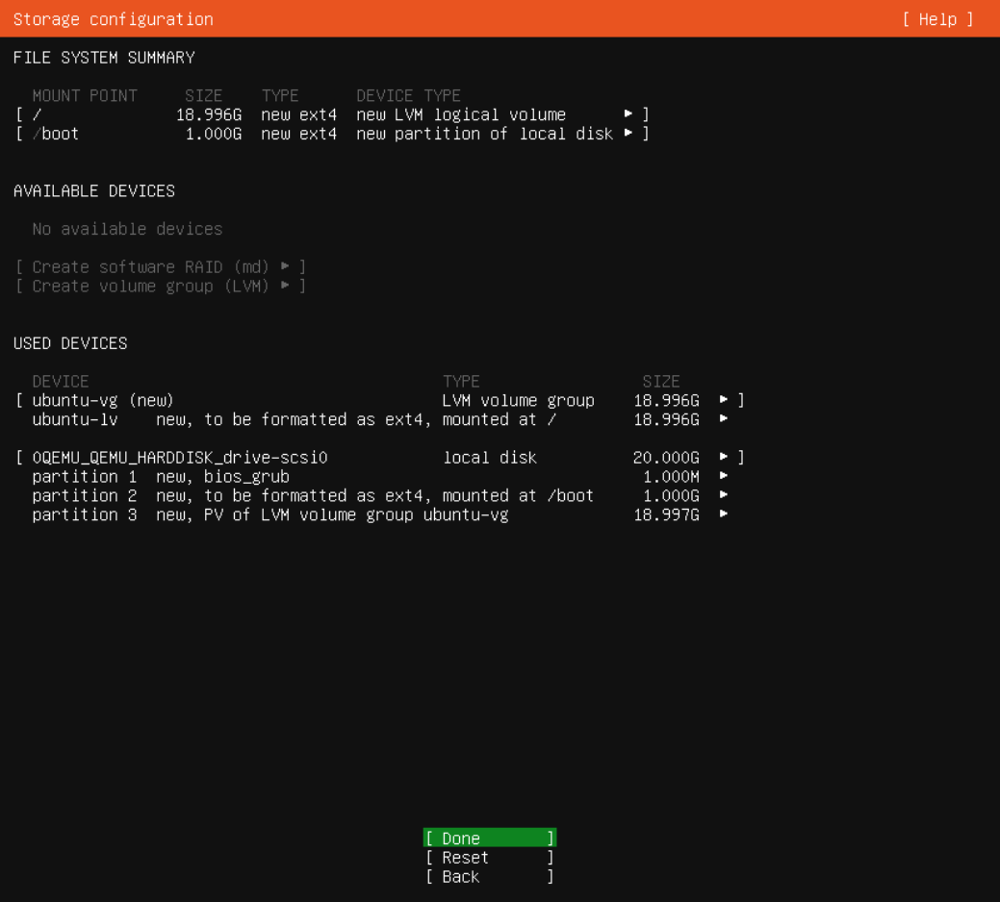 Storage configuration [ Help ]
FILE SYSTEM SUMMARY
MOUNT POINT SIZE TYPE DEVICE TYPE
[ / 18.996G new ext4 new LVM logical volume ▸ ]
[ /boot 1.000G new ext4 new partition of local disk ▸ ]
AVAILABLE DEVICES
No available devices
[ Create software RAID (md) ▸ ]
[ Create volume group (LVM) ▸ ]
USED DEVICES
DEVICE TYPE SIZE
[ ubuntu-vg (new) LVM volume group 18.996G ▸ ]
ubuntu-lv new, to be formatted as ext4, mounted at / 18.996G ▸
[ 0QEMU_QEMU_HARDDISK_drive-scsi0 local disk 20.000G ▸ ]
partition 1 new, bios_grub 1.000M ▸
partition 2 new, to be formatted as ext4, mounted at /boot 1.000G ▸
partition 3 new, PV of LVM volume group ubuntu-vg 18.997G ▸
[ Done ]
[ Reset ]
[ Back ]